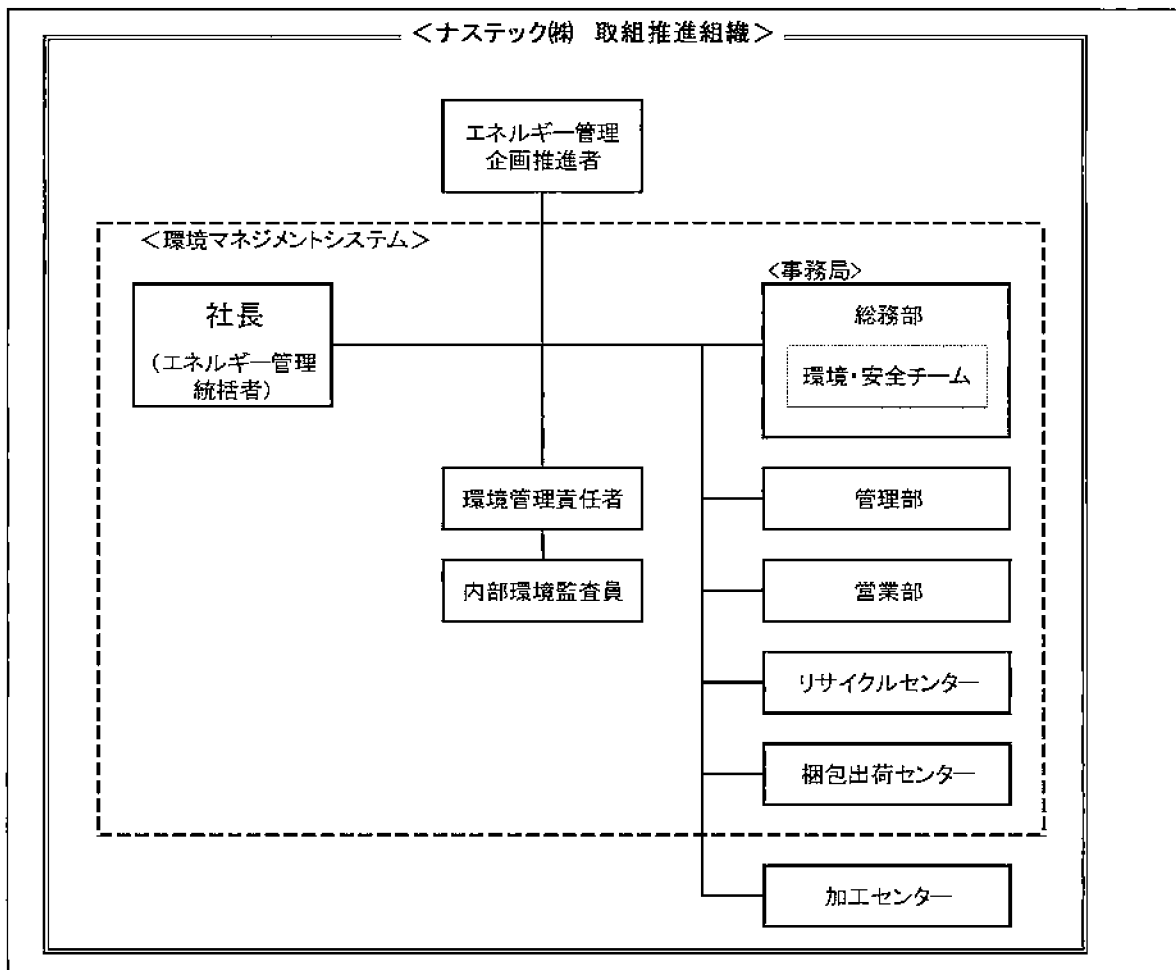 ＜ナステック㈱　取組推進組織＞
エネルギー管理
企画推進者
＜環境マネジメントシステム＞
＜事務局＞
社長
（エネルギー管理
統括者）
総務部
環境・安全チーム
環境管理責任者
管理部
内部環境監査員
営業部
リサイクルセンター
梱包出荷センター
加工センター